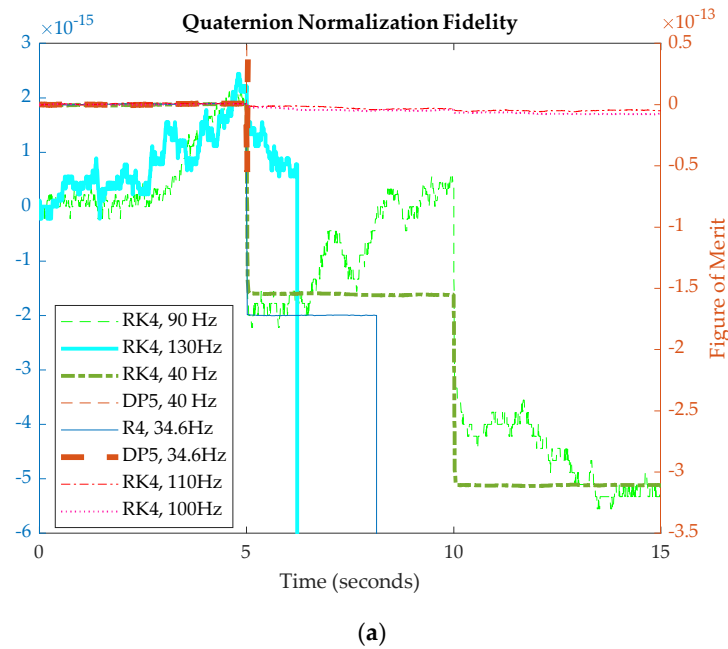 Quaternion Normalization Fidelity
×10⁻¹⁵
×10⁻¹³
3
2
1
0
-1
-2
-3
-4
-5
-6
0.5
0
-0.5
-1
-1.5
-2
-2.5
-3
-3.5
Figure of Merit
RK4, 90 Hz
RK4, 130Hz
RK4, 40 Hz
DP5, 40 Hz
R4, 34.6Hz
DP5, 34.6Hz
RK4, 110Hz
RK4, 100Hz
0 5 10 15
Time (seconds)
(a)